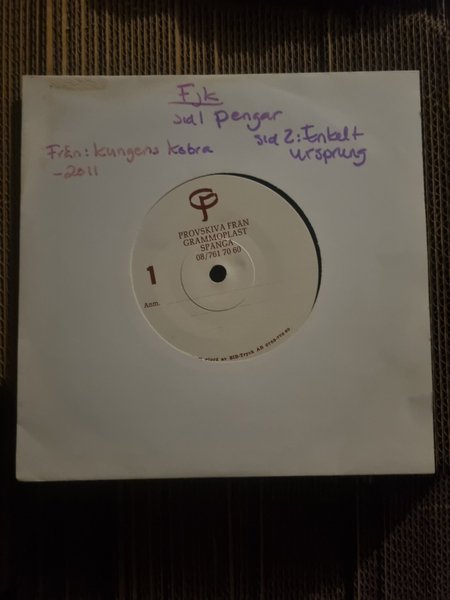 Fjk
sid1 pengar
sid 2: Enkelt
ursprung
Från: kungens kobra
-2011
PROVSKIVA FRÅN
GRAMMOPLAST
SPÅNGA
08/761 70 60
1
Anm.